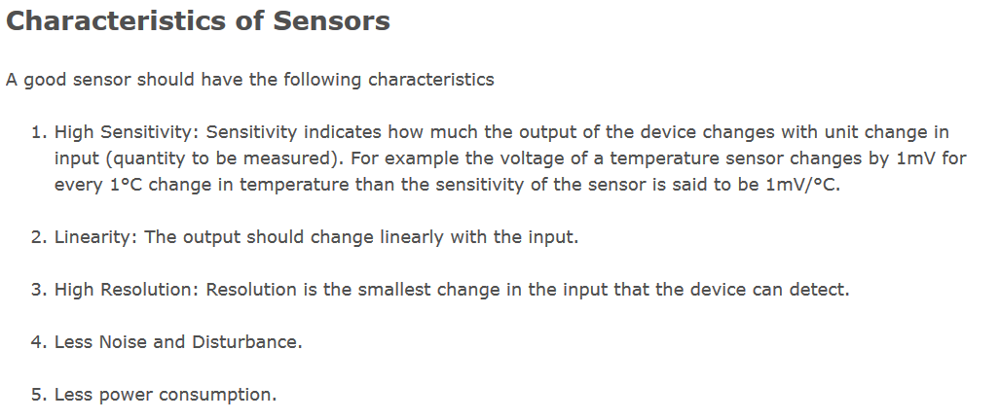 Characteristics of Sensors
A good sensor should have the following characteristics
1. High Sensitivity: Sensitivity indicates how much the output of the device changes with unit change in
input (quantity to be measured). For example the voltage of a temperature sensor changes by 1mV for
every 1°C change in temperature than the sensitivity of the sensor is said to be 1mV/°C.
2. Linearity: The output should change linearly with the input.
3. High Resolution: Resolution is the smallest change in the input that the device can detect.
4. Less Noise and Disturbance.
5. Less power consumption.